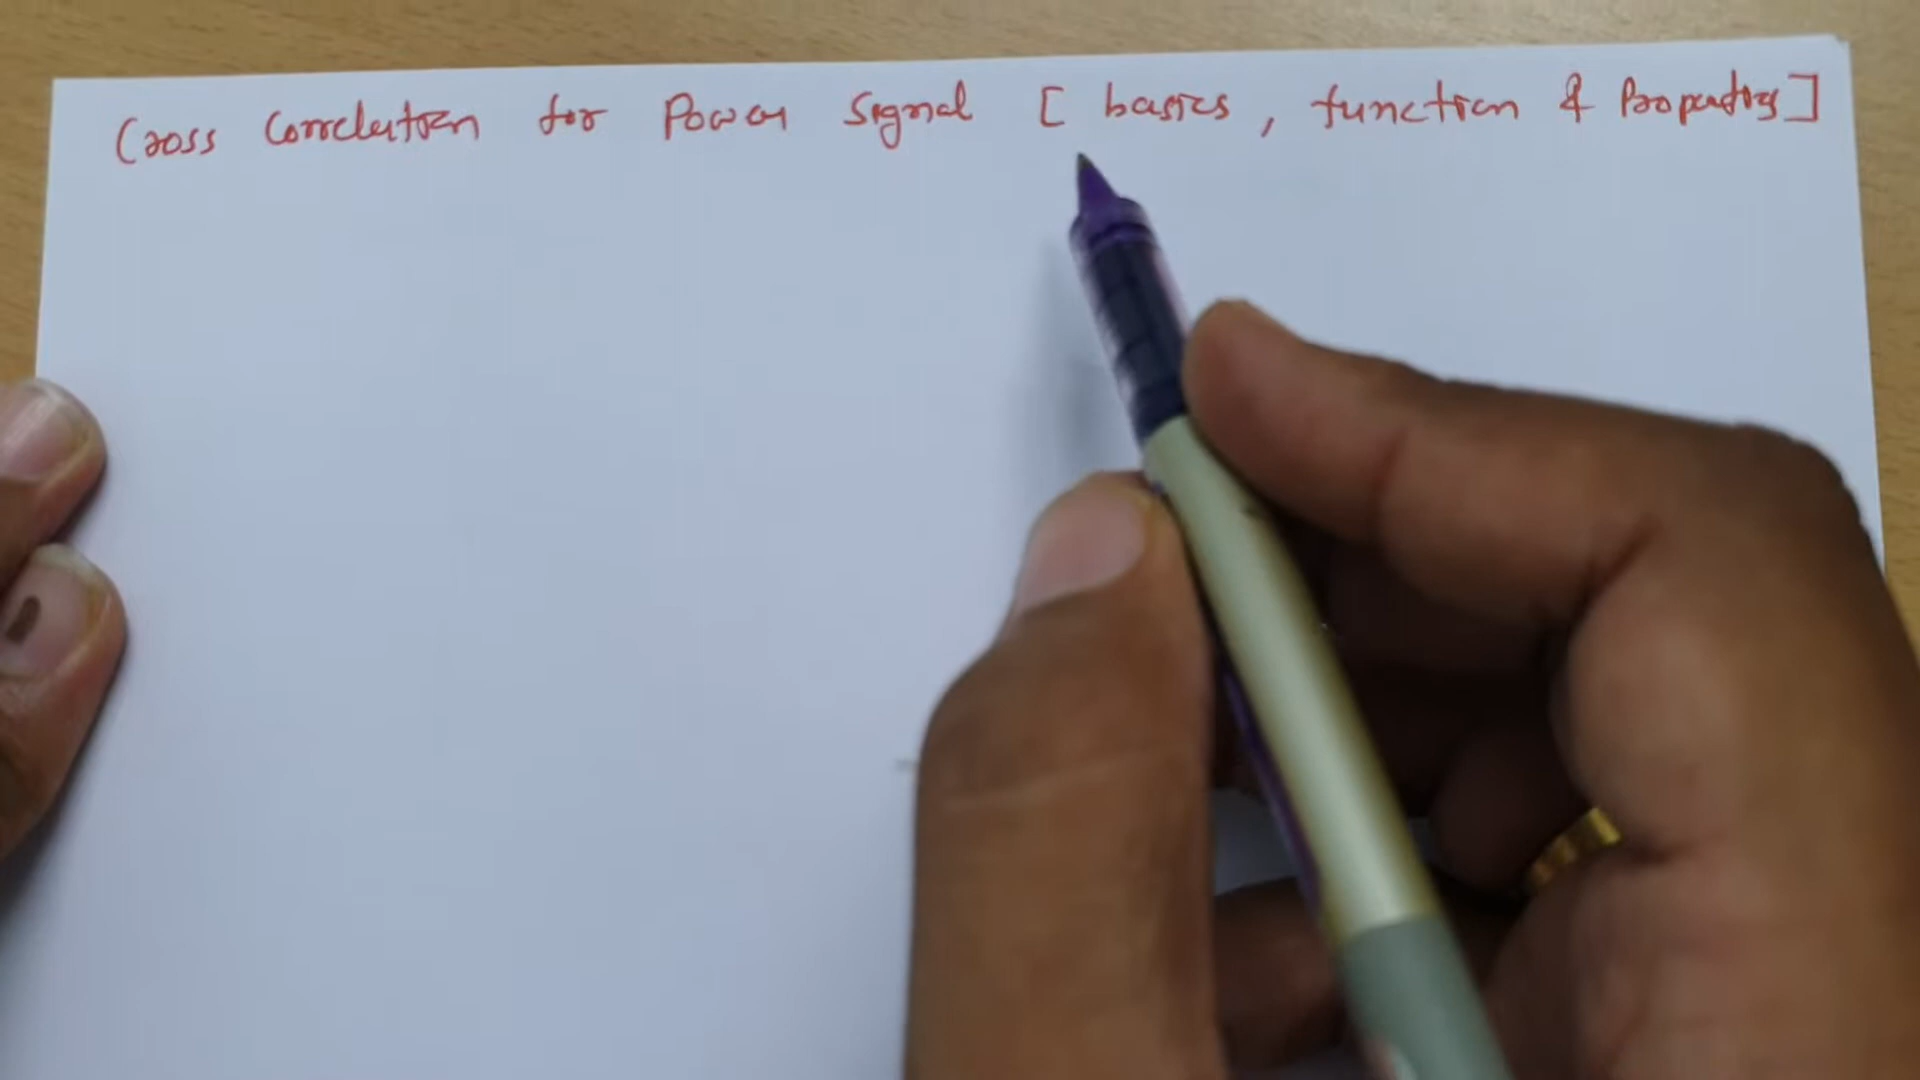 Cross Correlation for Power Signal [ basics , function & Properties ]